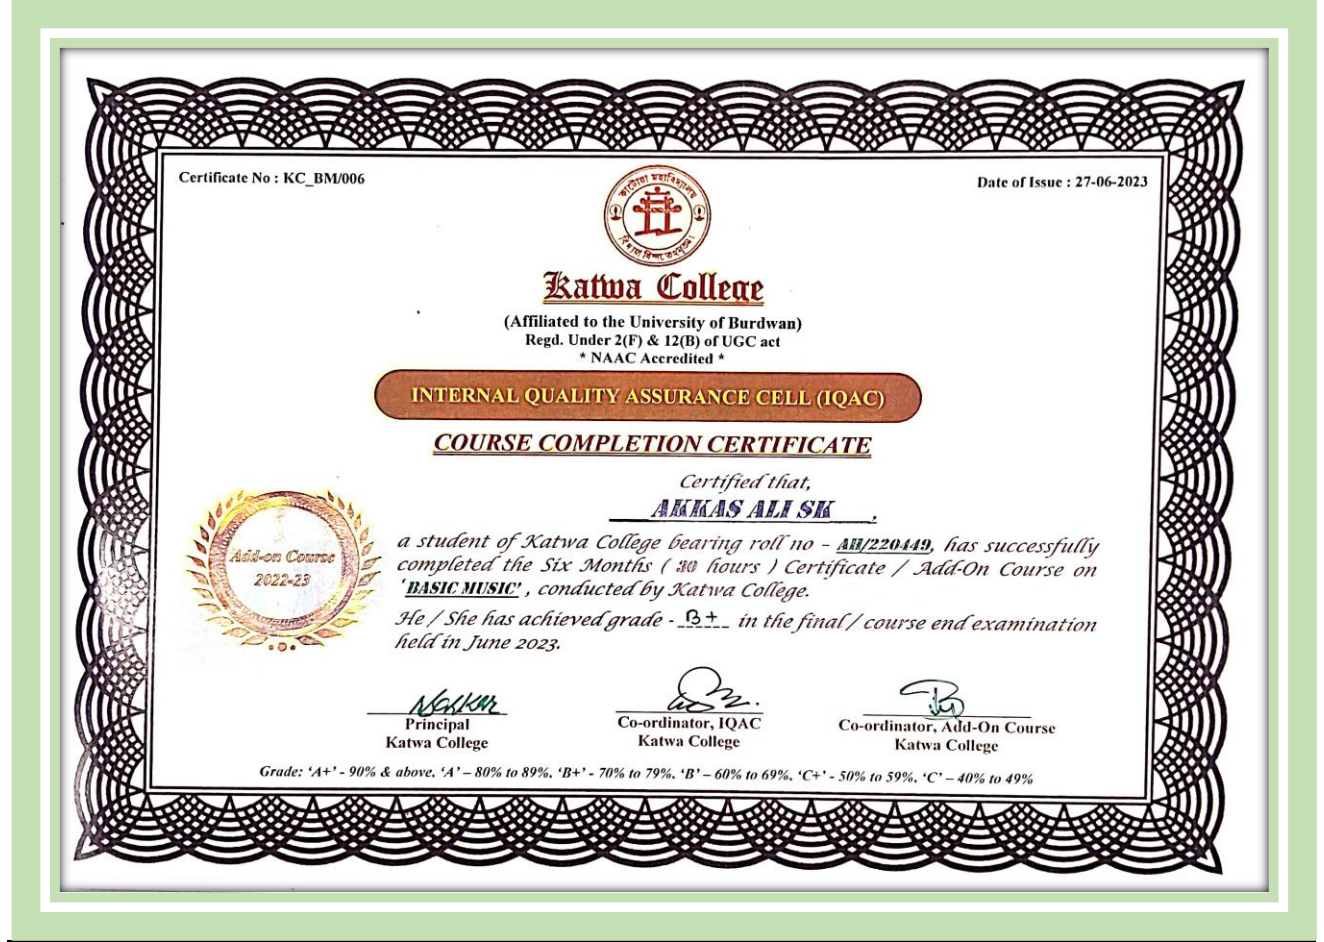 Certificate No : KC_BM/006
Date of Issue : 27-06-2023
কাটোয়া মহাবিদ্যালয়
Katwa College
(Affiliated to the University of Burdwan)
Regd. Under 2(F) & 12(B) of UGC act
* NAAC Accredited *
INTERNAL QUALITY ASSURANCE CELL (IQAC)
COURSE COMPLETION CERTIFICATE
Certified that,
AKKAS ALI SK .
Add-on Course
2022-23
a student of Katwa College bearing roll no – AH/220449, has successfully
completed the Six Months ( 30 hours ) Certificate / Add-On Course on
‘BASIC MUSIC’ , conducted by Katwa College.
He / She has achieved grade - B+ in the final / course end examination
held in June 2023.
Principal
Katwa College
Co-ordinator, IQAC
Katwa College
Co-ordinator, Add-On Course
Katwa College
Grade: ‘A+’ - 90% & above. ‘A’ – 80% to 89%. ‘B+’ - 70% to 79%. ‘B’ – 60% to 69%. ‘C+’ - 50% to 59%. ‘C’ – 40% to 49%